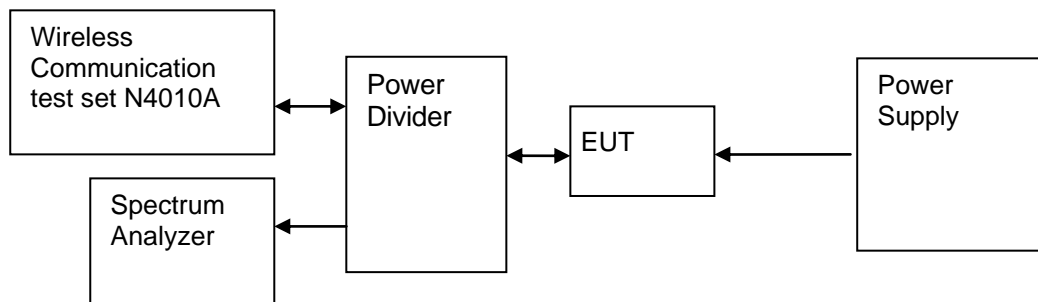 Wireless
Communication
test set N4010A
Power
Divider
EUT
Power
Supply
Spectrum
Analyzer